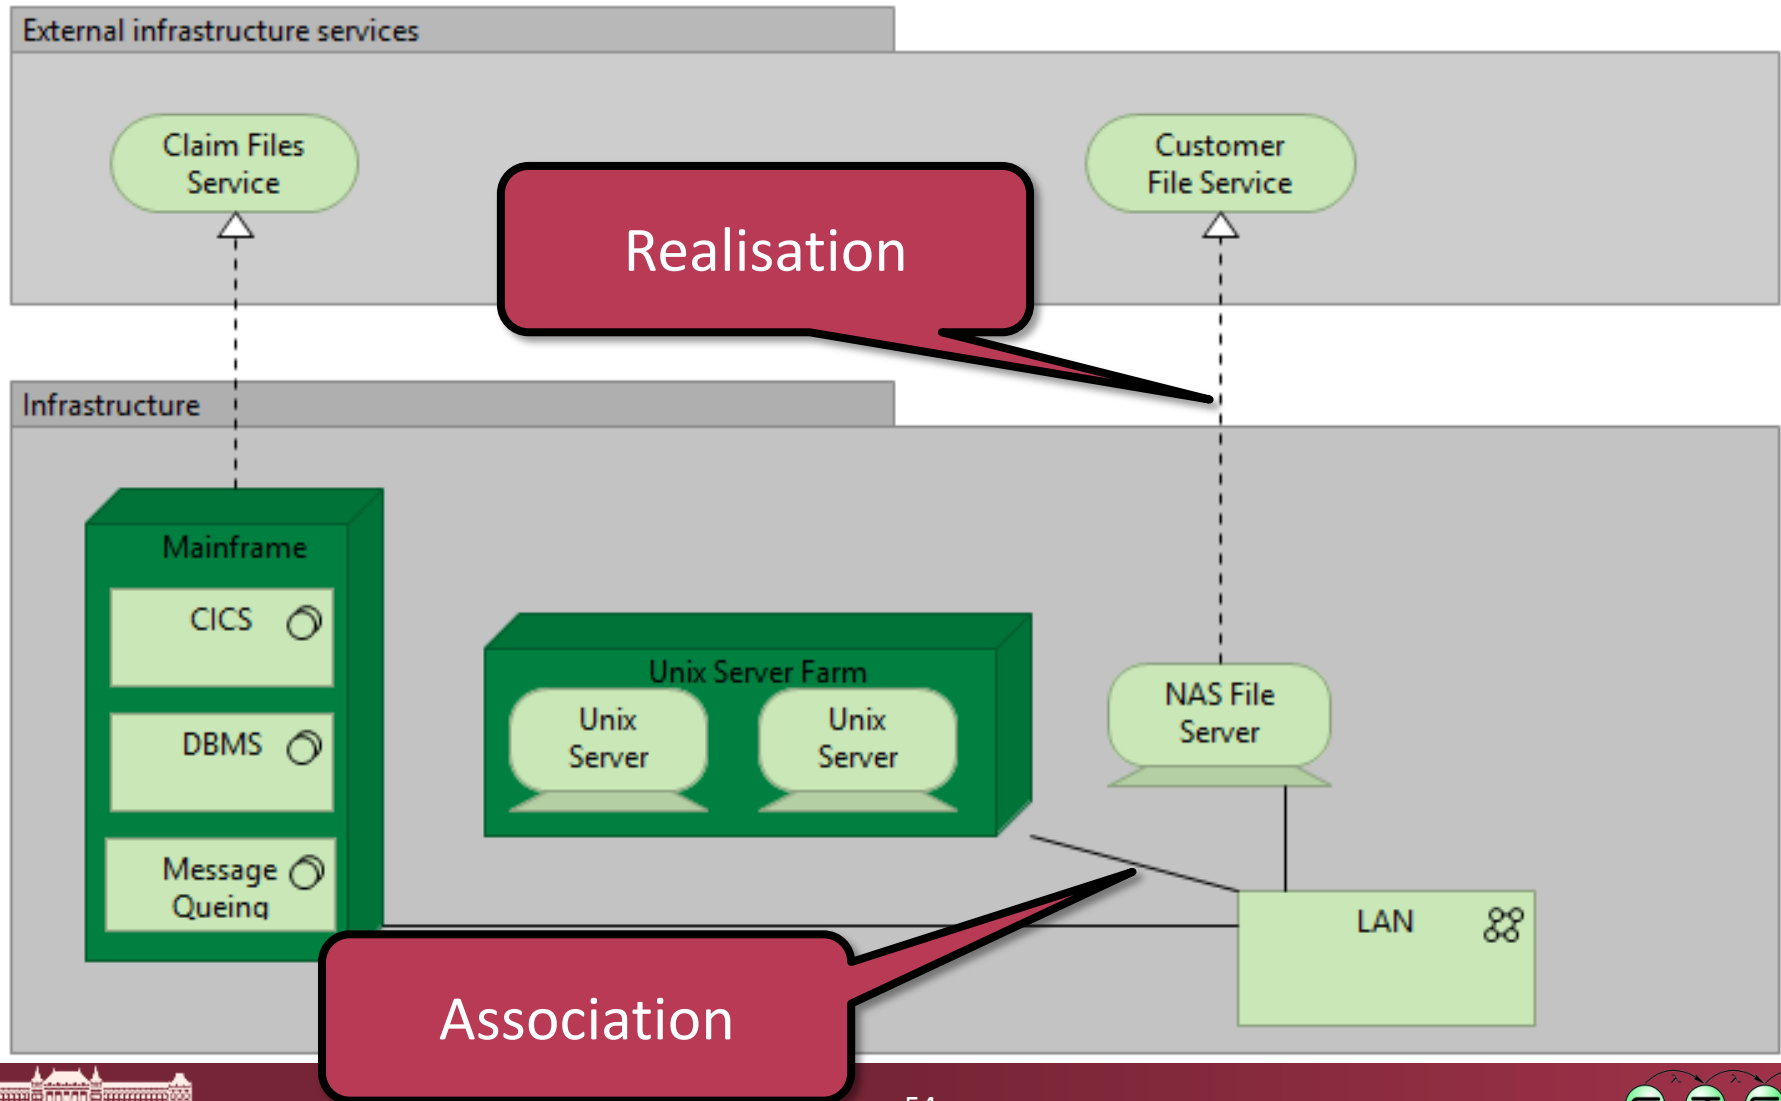 External infrastructure services
Claim Files
Service
Customer
File Service
Realisation
Infrastructure
Mainframe
CICS
DBMS
Message
Queing
Unix Server Farm
Unix
Server
Unix
Server
NAS File
Server
LAN
Association